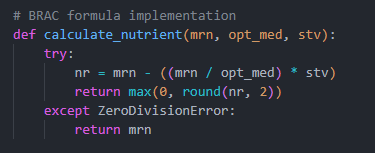 # BRAC formula implementation
def calculate_nutrient(mrn, opt_med, stv):
    try:
        nr = mrn - ((mrn / opt_med) * stv)
        return max(0, round(nr, 2))
    except ZeroDivisionError:
        return mrn